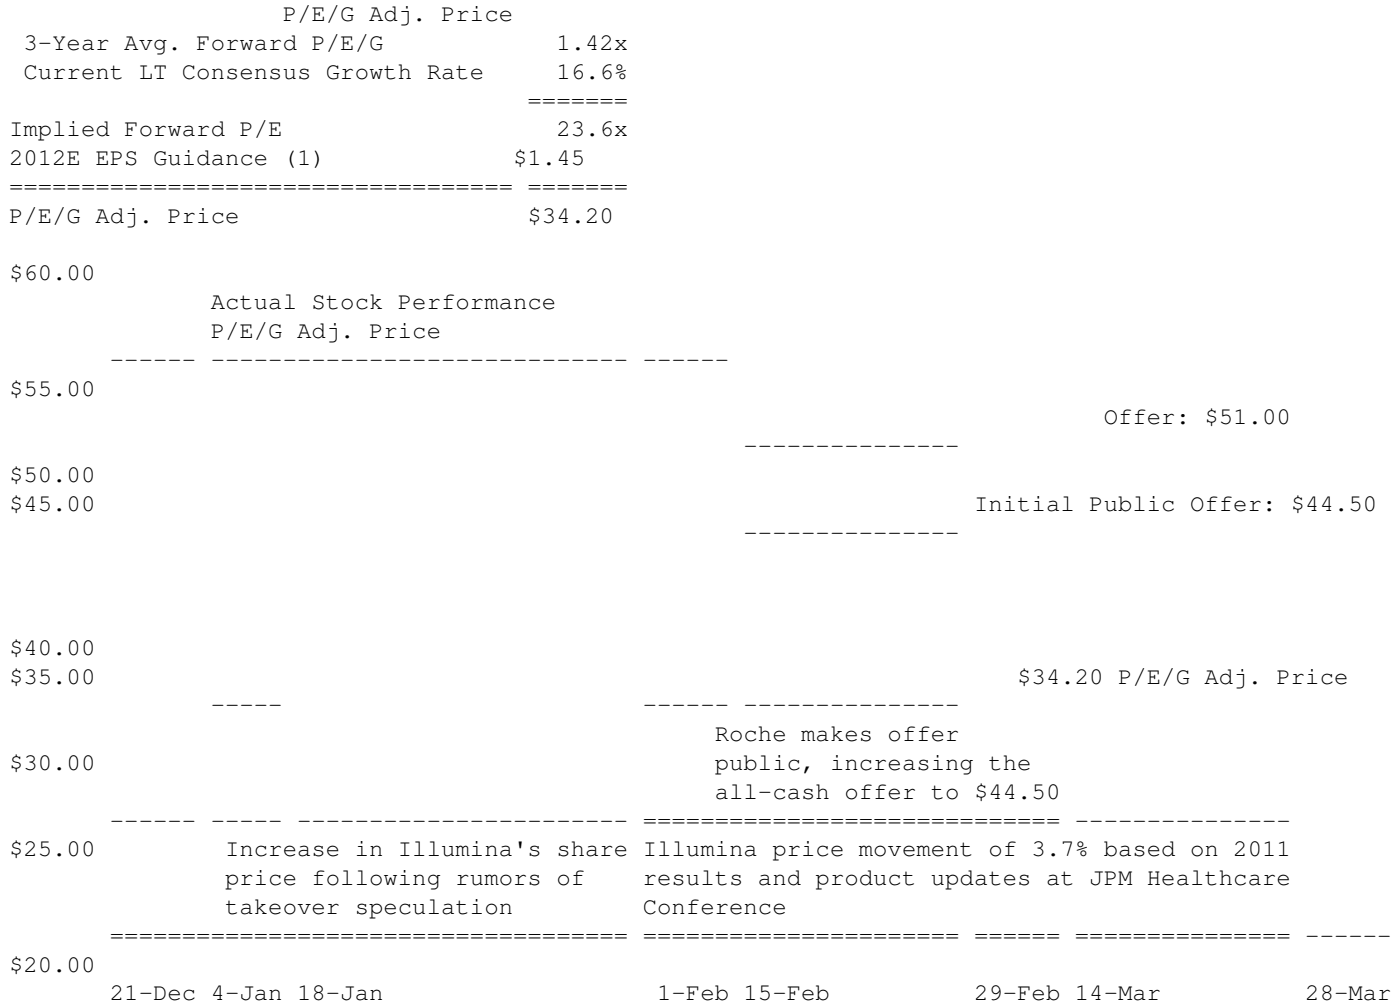 P/E/G Adj. Price
3-Year Avg. Forward P/E/G 1.42x
Current LT Consensus Growth Rate 16.6%
=======
Implied Forward P/E 23.6x
2012E EPS Guidance (1) $1.45
=================================== =======
P/E/G Adj. Price $34.20
$60.00
Actual Stock Performance
P/E/G Adj. Price
------ ----------------------------- ------
$55.00
Offer: $51.00
---------------
$50.00
$45.00 Initial Public Offer: $44.50
---------------
$40.00
$35.00 $34.20 P/E/G Adj. Price
----- ------ ---------------
Roche makes offer
$30.00 public, increasing the
all-cash offer to $44.50
------ ----- ----------------------- ============================= ---------------
$25.00 Increase in Illumina's share Illumina price movement of 3.7% based on 2011
price following rumors of results and product updates at JPM Healthcare
takeover speculation Conference
==================================== ====================== ====== =============== ------
$20.00
21-Dec 4-Jan 18-Jan 1-Feb 15-Feb 29-Feb 14-Mar 28-Mar